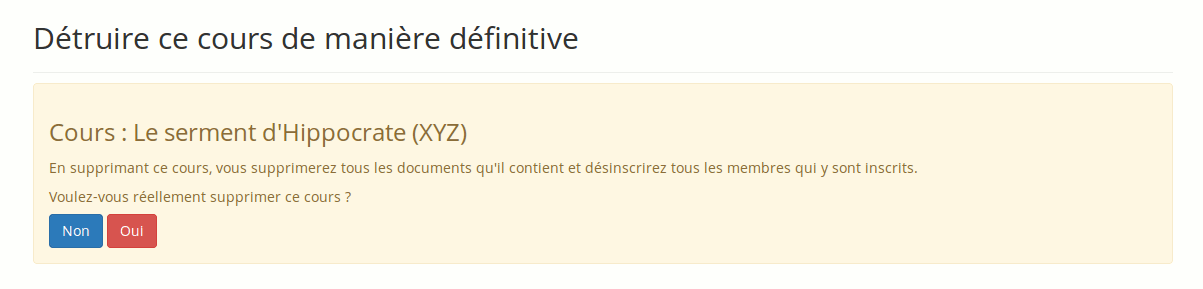 Détruire ce cours de manière définitive
Cours : Le serment d'Hippocrate (XYZ)
En supprimant ce cours, vous supprimerez tous les documents qu'il contient et désinscrirez tous les membres qui y sont inscrits.
Voulez-vous réellement supprimer ce cours ?
Non Oui